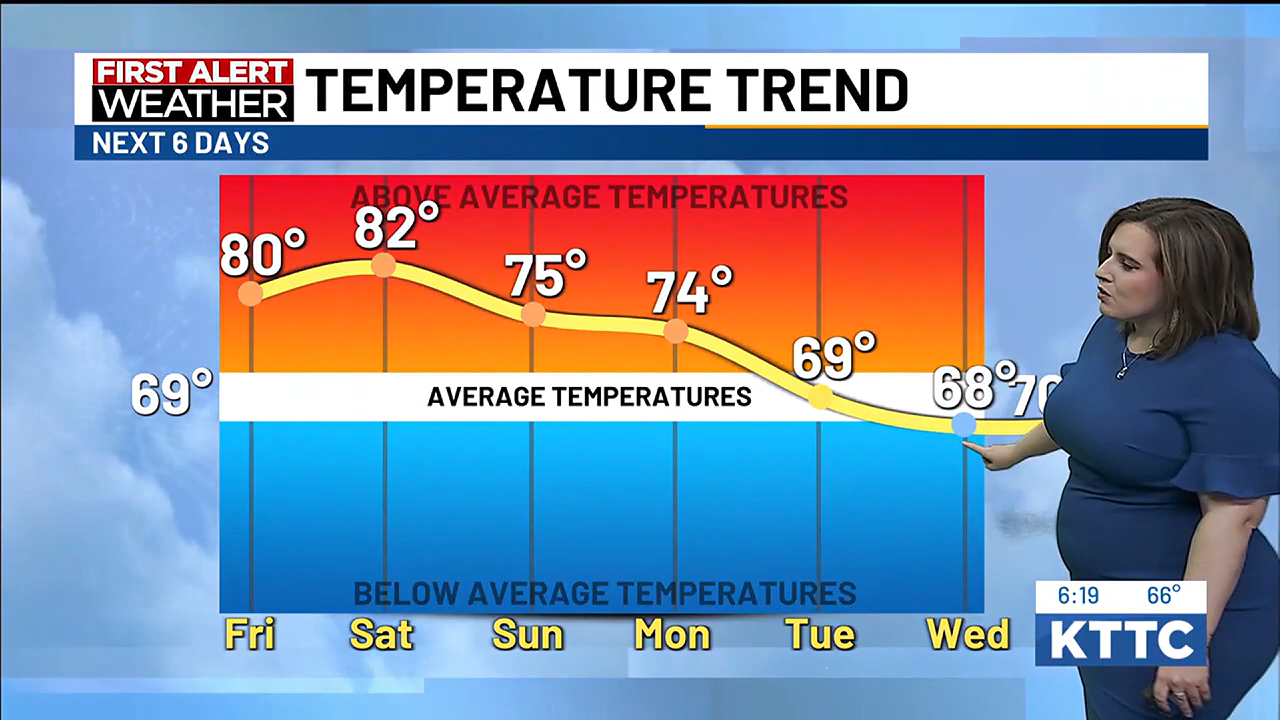 FIRST ALERT
WEATHER
TEMPERATURE TREND
NEXT 6 DAYS
ABOVE AVERAGE TEMPERATURES
80° 82° 75° 74° 69° 68° 70
69°
AVERAGE TEMPERATURES
BELOW AVERAGE TEMPERATURES
Fri Sat Sun Mon Tue Wed
6:19 66°
KTTC